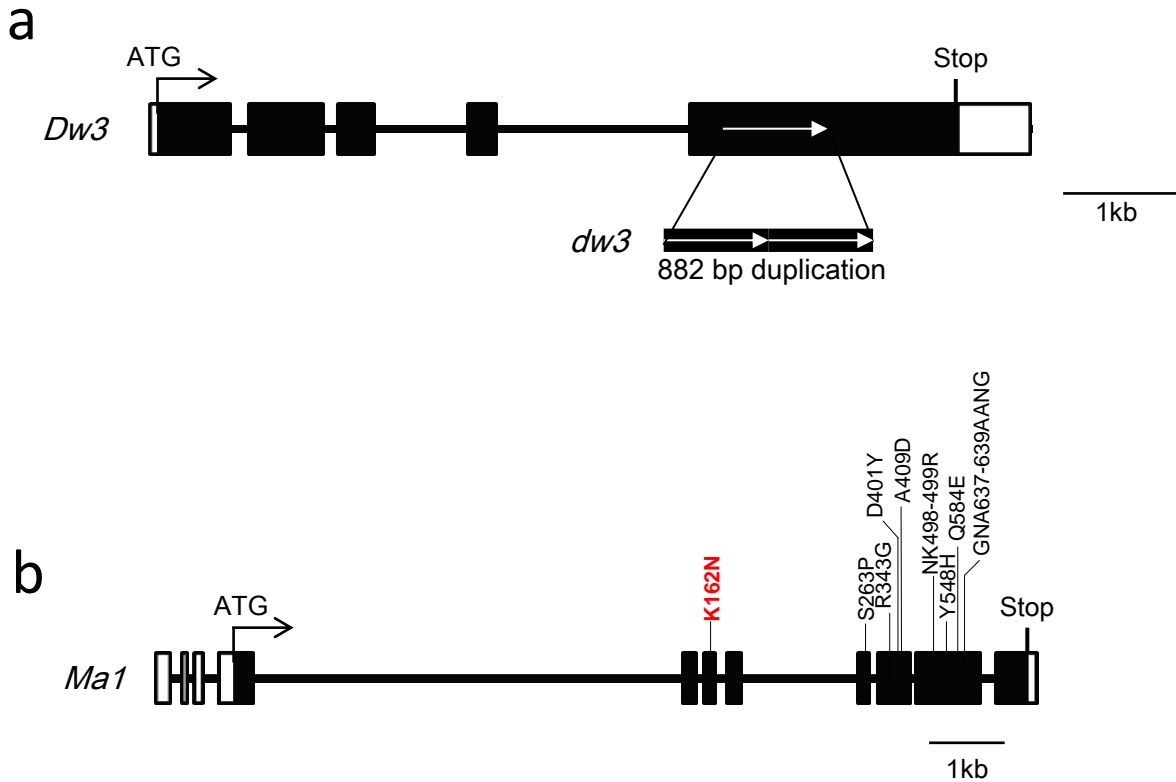 a
ATG
Stop
Dw3
1kb
dw3
882 bp duplication
b
ATG
K162N
S263P
R343G
D401Y
A409D
NK498-499R
Y548H
Q584E
GNA637-639AANG
Stop
Ma1
1kb